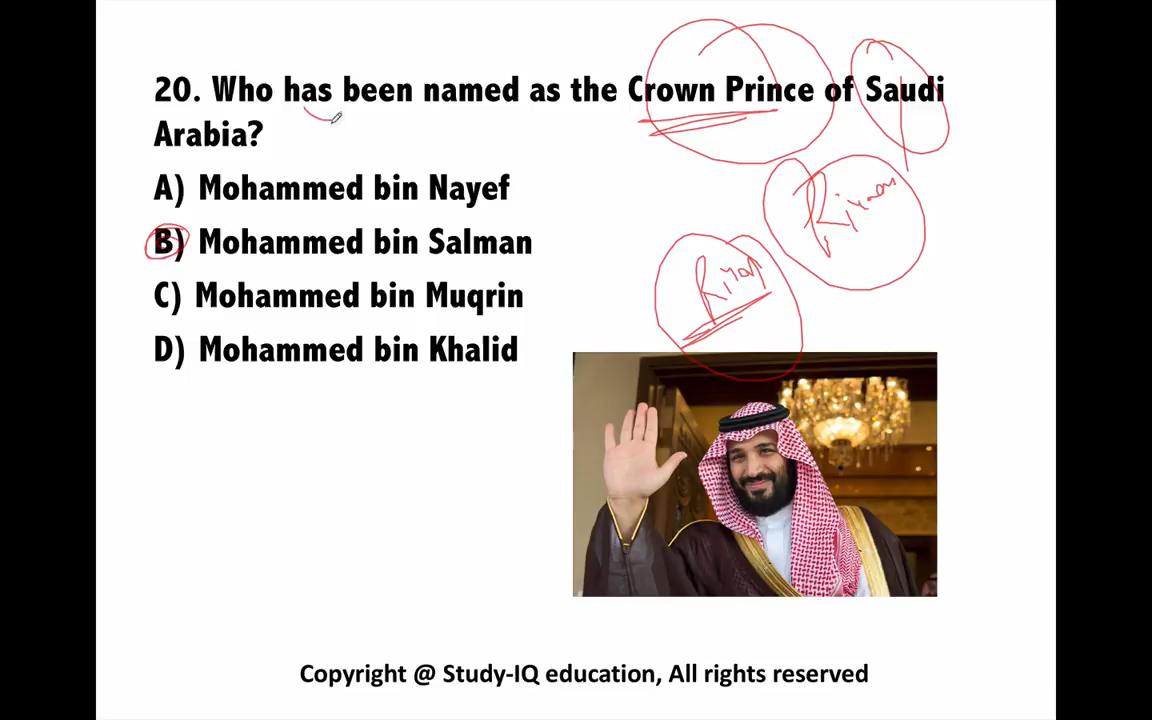 20. Who has been named as the Crown Prince of Saudi
Arabia?
A) Mohammed bin Nayef
B) Mohammed bin Salman
C) Mohammed bin Muqrin
D) Mohammed bin Khalid
Copyright @ Study-IQ education, All rights reserved